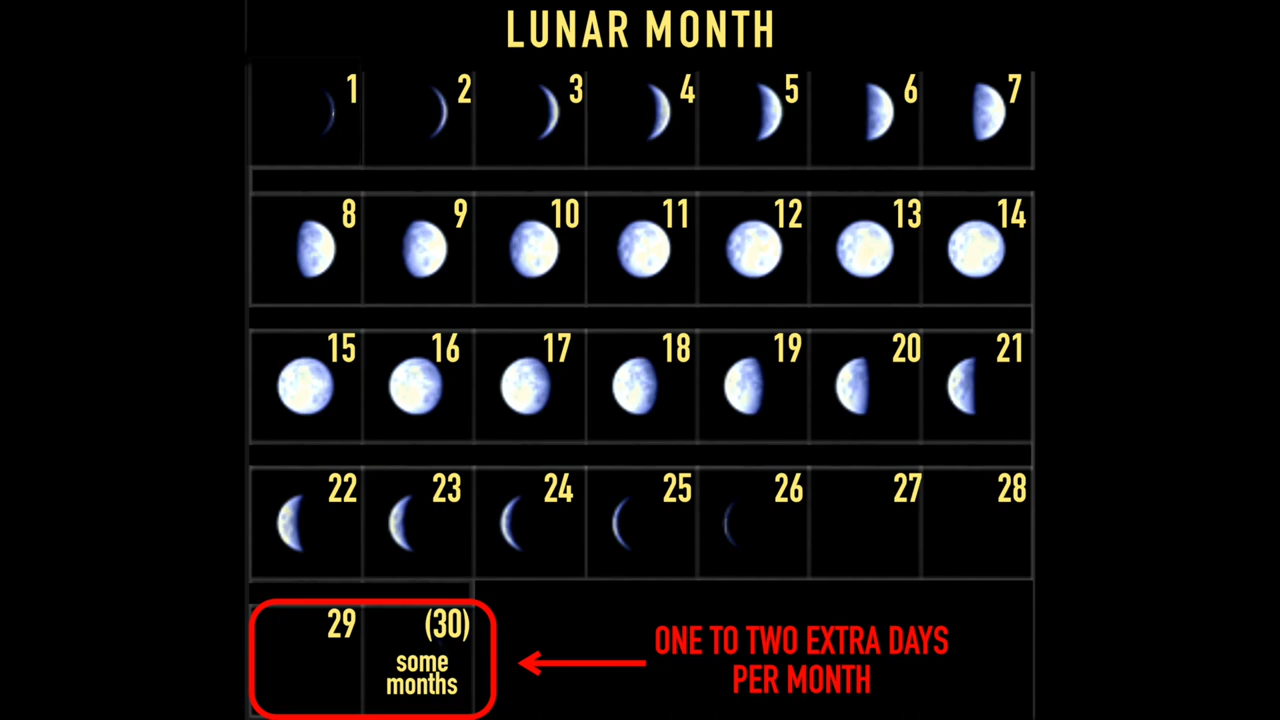 LUNAR MONTH
1 2 3 4 5 6 7
8 9 10 11 12 13 14
15 16 17 18 19 20 21
22 23 24 25 26 27 28
29 (30)
some
months
ONE TO TWO EXTRA DAYS
PER MONTH